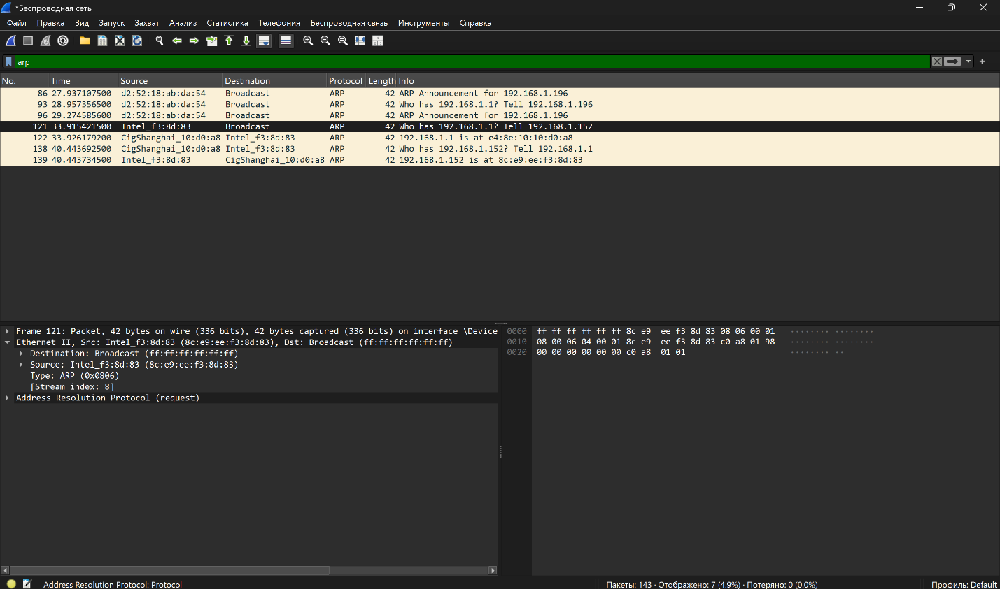 *Беспроводная сеть
Файл Правка Вид Запуск Захват Анализ Статистика Телефония Беспроводная связь Инструменты Справка
arp
No. Time Source Destination Protocol Length Info
86 27.937107500 d2:52:18:ab:da:54 Broadcast ARP 42 ARP Announcement for 192.168.1.196
93 28.957356500 d2:52:18:ab:da:54 Broadcast ARP 42 Who has 192.168.1.1? Tell 192.168.1.196
96 29.274585600 d2:52:18:ab:da:54 Broadcast ARP 42 ARP Announcement for 192.168.1.196
121 33.915421500 Intel_f3:8d:83 Broadcast ARP 42 Who has 192.168.1.1? Tell 192.168.1.152
122 33.926179200 CigShanghai_10:d0:a8 Intel_f3:8d:83 ARP 42 192.168.1.1 is at e4:8e:10:10:d0:a8
138 40.443692500 CigShanghai_10:d0:a8 Intel_f3:8d:83 ARP 42 Who has 192.168.1.152? Tell 192.168.1.1
139 40.443734500 Intel_f3:8d:83 CigShanghai_10:d0:a8 ARP 42 192.168.1.152 is at 8c:e9:ee:f3:8d:83
Frame 121: Packet, 42 bytes on wire (336 bits), 42 bytes captured (336 bits) on interface \Device
Ethernet II, Src: Intel_f3:8d:83 (8c:e9:ee:f3:8d:83), Dst: Broadcast (ff:ff:ff:ff:ff:ff)
Destination: Broadcast (ff:ff:ff:ff:ff:ff)
Source: Intel_f3:8d:83 (8c:e9:ee:f3:8d:83)
Type: ARP (0x0806)
[Stream index: 8]
Address Resolution Protocol (request)
0000 ff ff ff ff ff ff 8c e9 ee f3 8d 83 08 06 00 01 ········ ········
0010 08 00 06 04 00 01 8c e9 ee f3 8d 83 c0 a8 01 98 ········ ········
0020 00 00 00 00 00 00 c0 a8 01 01 ········ ··
Address Resolution Protocol: Protocol
Пакеты: 143 · Отображено: 7 (4.9%) · Потеряно: 0 (0.0%)
Профиль: Default